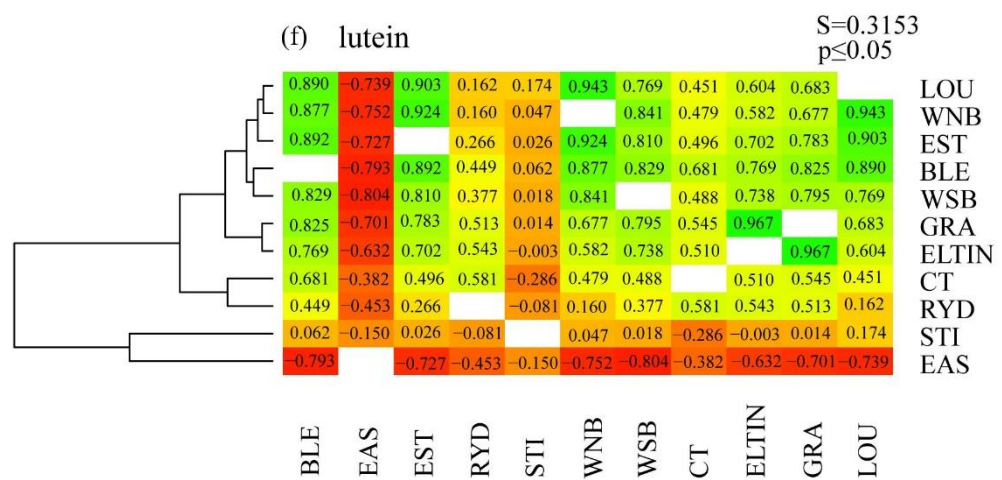 (f) lutein
S=0.3153
p≤0.05
0.890 −0.739 0.903 0.162 0.174 0.943 0.769 0.451 0.604 0.683 LOU
0.877 −0.752 0.924 0.160 0.047 0.841 0.479 0.582 0.677 0.943 WNB
0.892 −0.727 0.266 0.026 0.924 0.810 0.496 0.702 0.783 0.903 EST
−0.793 0.892 0.449 0.062 0.877 0.829 0.681 0.769 0.825 0.890 BLE
0.829 −0.804 0.810 0.377 0.018 0.841 0.488 0.738 0.795 0.769 WSB
0.825 −0.701 0.783 0.513 0.014 0.677 0.795 0.545 0.967 0.683 GRA
0.769 −0.632 0.702 0.543 −0.003 0.582 0.738 0.510 0.967 0.604 ELTIN
0.681 −0.382 0.496 0.581 −0.286 0.479 0.488 0.510 0.545 0.451 CT
0.449 −0.453 0.266 −0.081 0.160 0.377 0.581 0.543 0.513 0.162 RYD
0.062 −0.150 0.026 −0.081 0.047 0.018 −0.286 −0.003 0.014 0.174 STI
−0.793 −0.727 −0.453 −0.150 −0.752 −0.804 −0.382 −0.632 −0.701 −0.739 EAS
BLE EAS EST RYD STI WNB WSB CT ELTIN GRA LOU